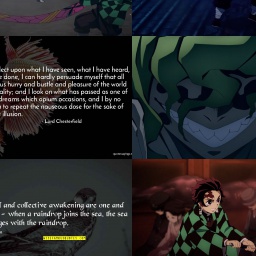 lect upon what I have seen, what I have heard,
e done, I can hardly persuade myself that all
us hurry and bustle and pleasure of the world
ality; and I look on what has passed as one of
dreams which opium occasions, and I by no
to repeat the nauseous dose for the sake of
illusion.
Lord Chesterfield
l and collective awakening are one and
– when a raindrop joins the sea, the sea
ges with the raindrop.